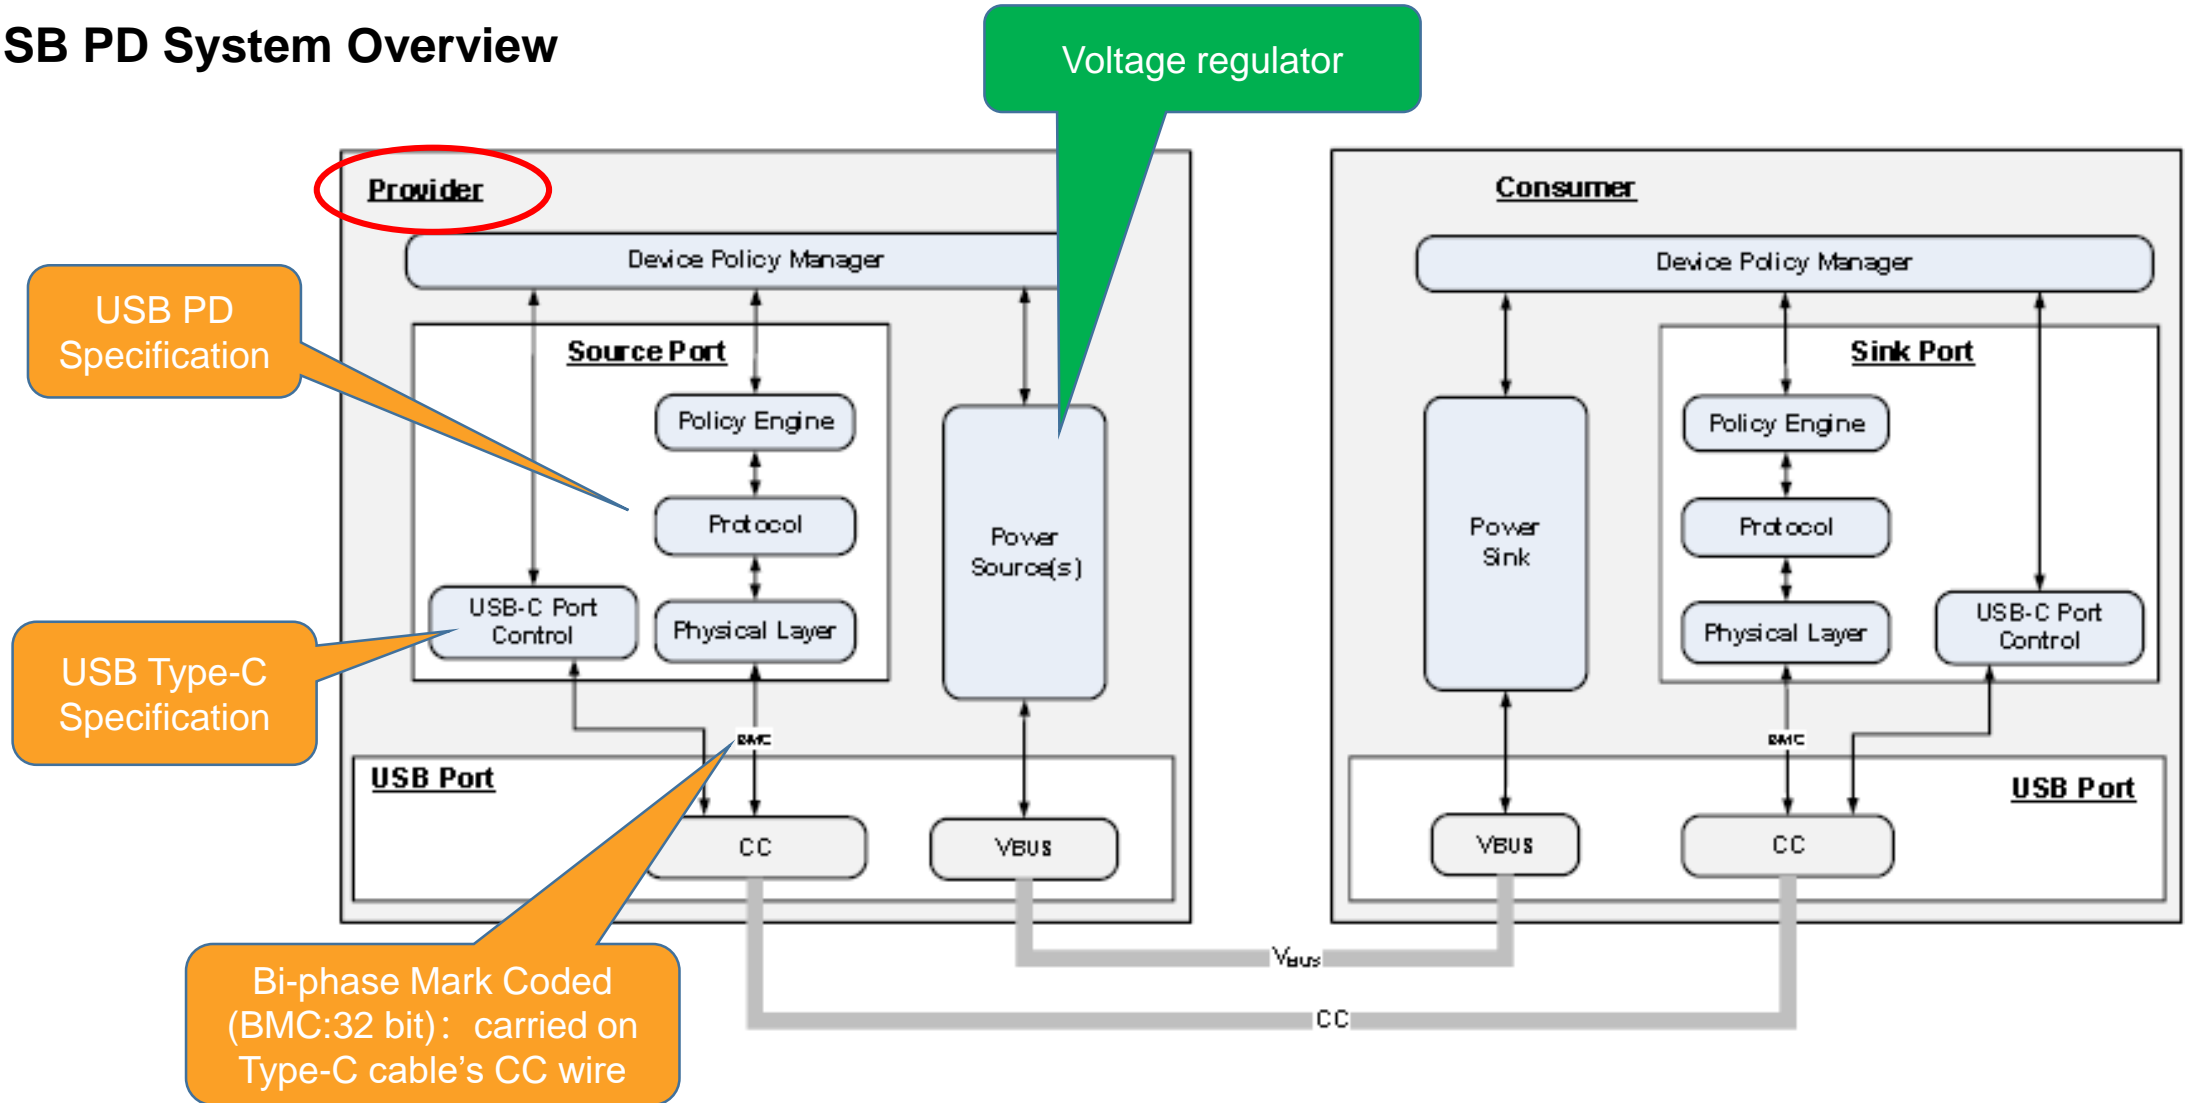 SB PD System Overview
Voltage regulator
Provider
Consumer
Device Policy Manager
Device Policy Manager
USB PD
Specification
Source Port
Sink Port
Policy Engine
Policy Engine
Protocol
Power
Source(s)
Power
Sink
Protocol
USB-C Port
Control
Physical Layer
Physical Layer
USB-C Port
Control
USB Type-C
Specification
BMC
BMC
USB Port
USB Port
CC
VBUS
VBUS
CC
VBUS
CC
Bi-phase Mark Coded
(BMC:32 bit)：carried on
Type-C cable’s CC wire